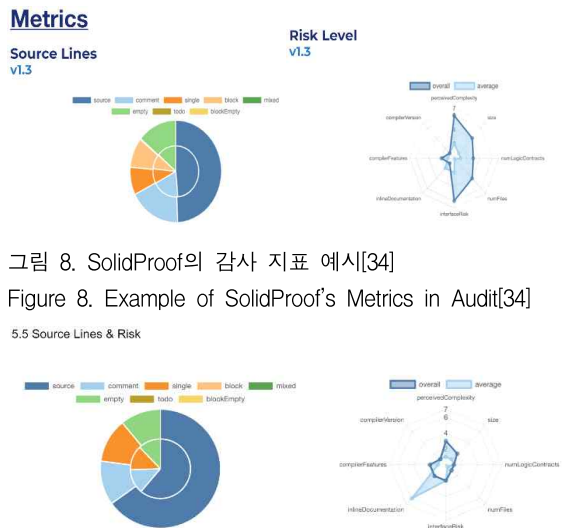 Metrics
Source Lines
v1.3
Risk Level
v1.3
source comment single block mixed
empty todo blockEmpty
overall average
perceivedComplexity
7
compilerVersion
size
compilerFeatures
numLogicContracts
inlineDocumentation
numFiles
interfaceRisk
그림 8. SolidProof의 감사 지표 예시[34]
Figure 8. Example of SolidProof's Metrics in Audit[34]
5.5 Source Lines & Risk
source comment single block mixed
empty todo blockEmpty
overall average
perceivedComplexity
7
6
4
compilerVersion
size
compilerFeatures
numLogicContracts
inlineDocumentation
numFiles
interfaceRisk